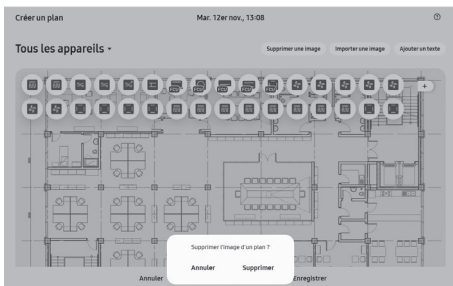 Créer un plan
Mar. 12er nov., 13:08
Tous les appareils
Supprimer une image
Importer une image
Ajouter un texte
Supprimer l'image d'un plan ?
Annuler
Supprimer
Annuler
Enregistrer